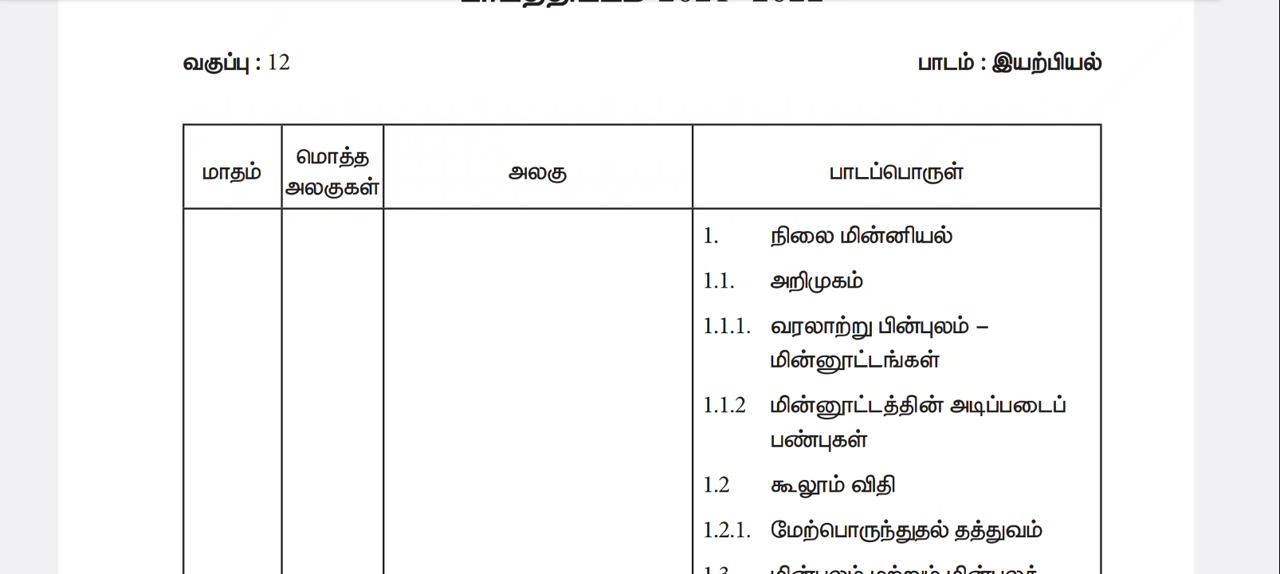 வகுப்பு : 12
பாடம் : இயற்பியல்
மாதம்
மொத்த
அலகுகள்
அலகு
பாடப்பொருள்
1. நிலை மின்னியல்
1.1. அறிமுகம்
1.1.1. வரலாற்று பின்புலம் –
மின்னூட்டங்கள்
1.1.2 மின்னூட்டத்தின் அடிப்படைப்
பண்புகள்
1.2 கூலூம் விதி
1.2.1. மேற்பொருந்துதல் தத்துவம்